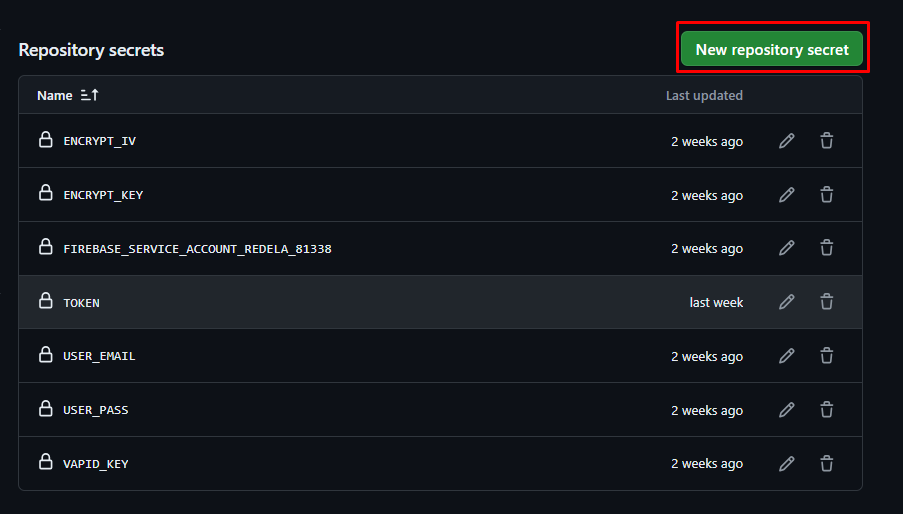 Repository secrets New repository secret
Name Last updated
ENCRYPT_IV 2 weeks ago
ENCRYPT_KEY 2 weeks ago
FIREBASE_SERVICE_ACCOUNT_REDELA_81338 2 weeks ago
TOKEN last week
USER_EMAIL 2 weeks ago
USER_PASS 2 weeks ago
VAPID_KEY 2 weeks ago